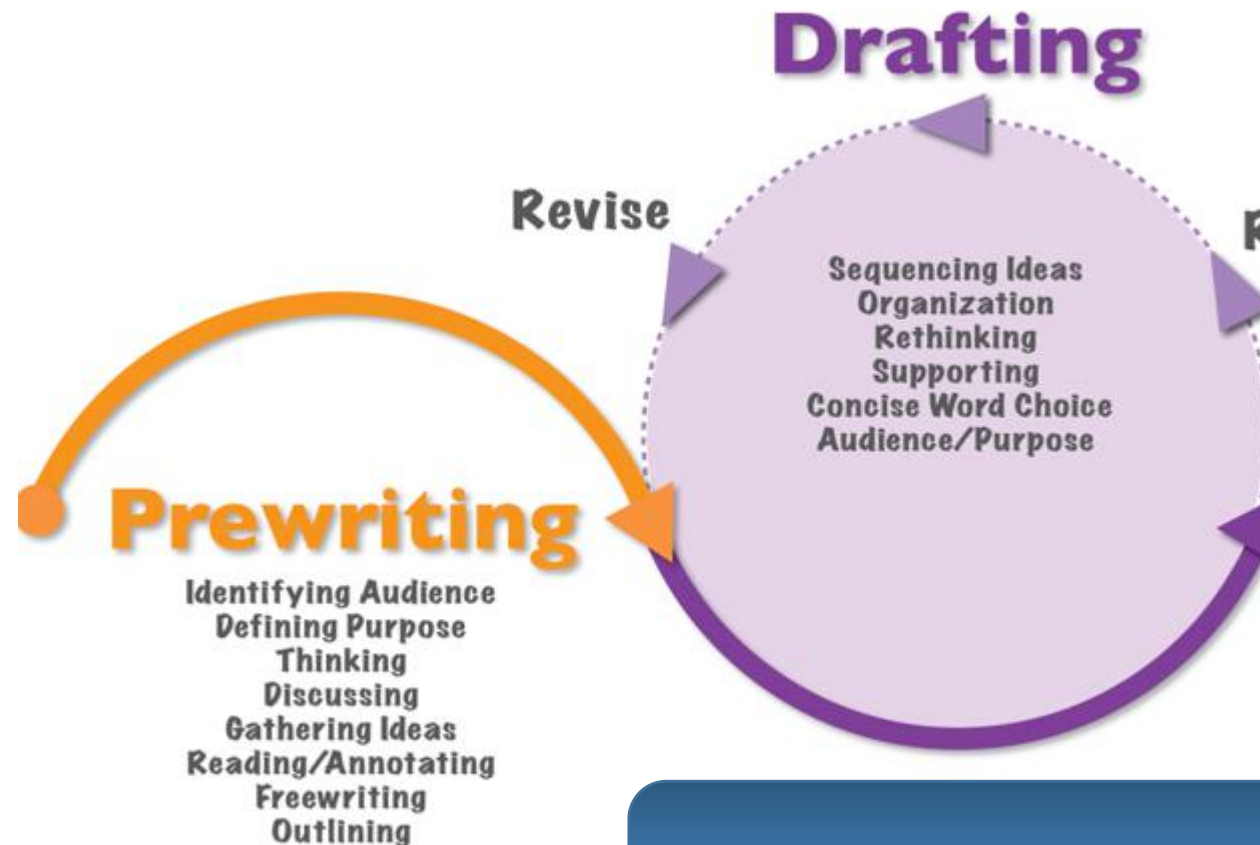 Drafting
Revise
Sequencing Ideas
Organization
Rethinking
Supporting
Concise Word Choice
Audience/Purpose
Prewriting
Identifying Audience
Defining Purpose
Thinking
Discussing
Gathering Ideas
Reading/Annotating
Freewriting
Outlining